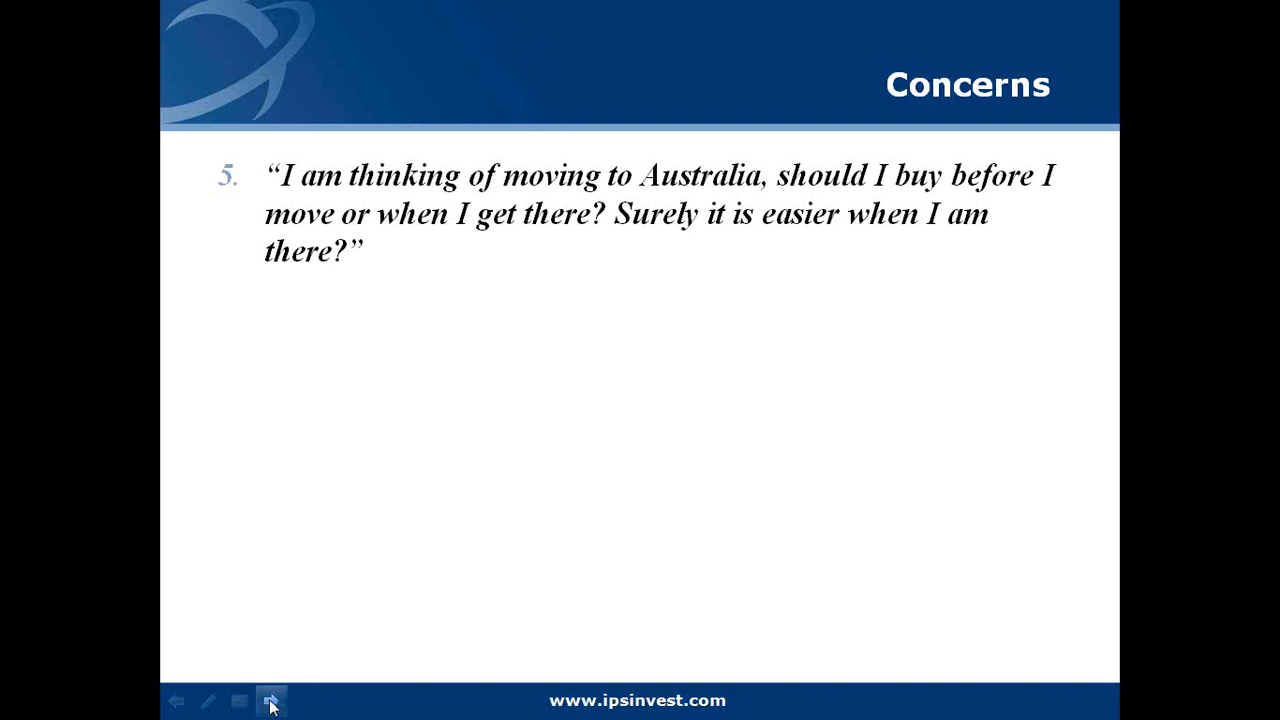 Concerns
5. “I am thinking of moving to Australia, should I buy before I
move or when I get there? Surely it is easier when I am
there?”
www.ipsinvest.com